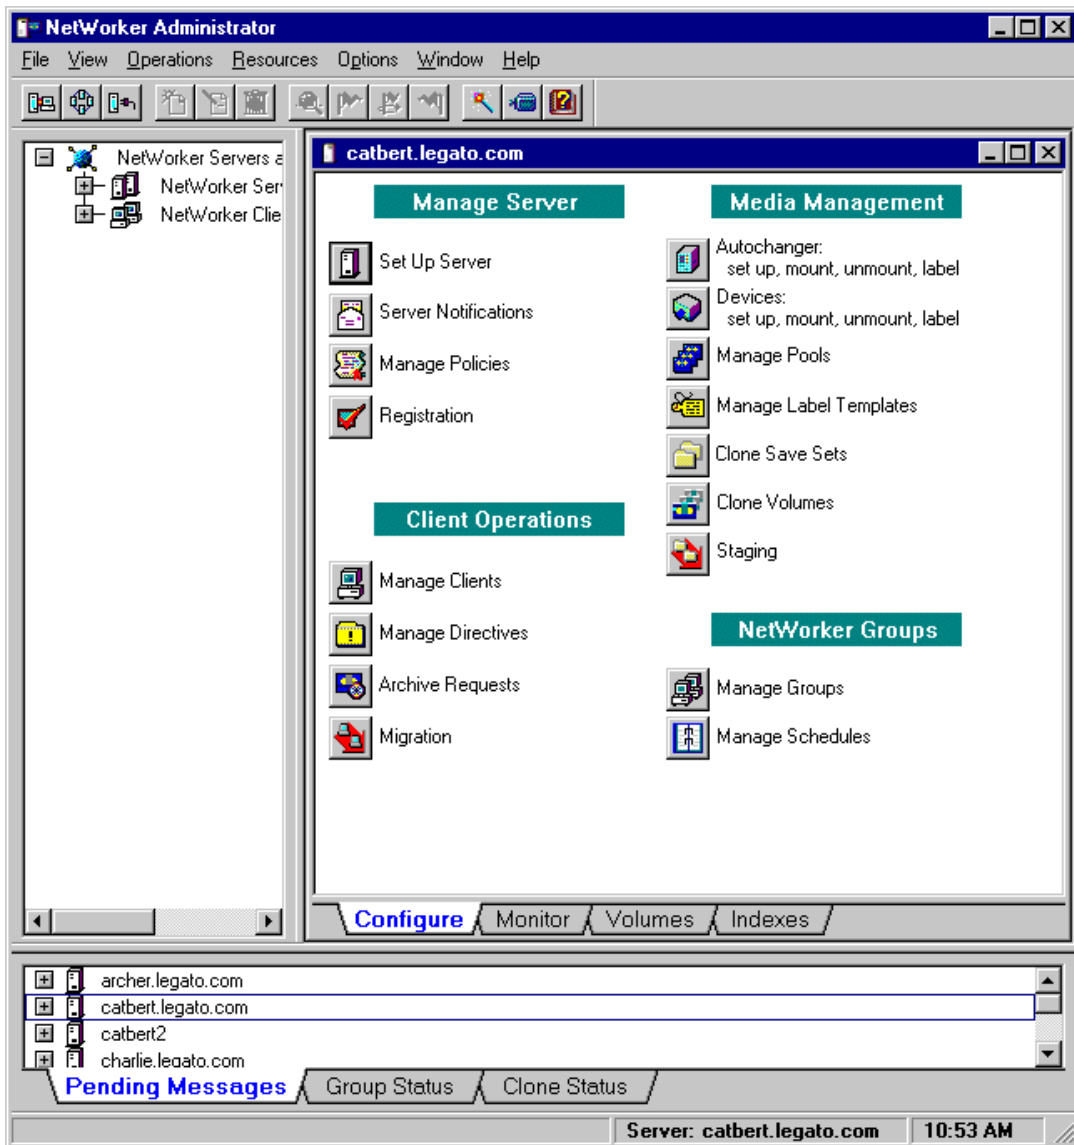 NetWorker Administrator
File View Operations Resources Options Window Help
NetWorker Servers a
NetWorker Ser
NetWorker Clie
catbert.legato.com
Manage Server
Set Up Server
Server Notifications
Manage Policies
Registration
Client Operations
Manage Clients
Manage Directives
Archive Requests
Migration
Media Management
Autochanger:
set up, mount, unmount, label
Devices:
set up, mount, unmount, label
Manage Pools
Manage Label Templates
Clone Save Sets
Clone Volumes
Staging
NetWorker Groups
Manage Groups
Manage Schedules
Configure Monitor Volumes Indexes
archer.legato.com
catbert.legato.com
catbert2
charlie.legato.com
Pending Messages Group Status Clone Status
Server: catbert.legato.com 10:53 AM